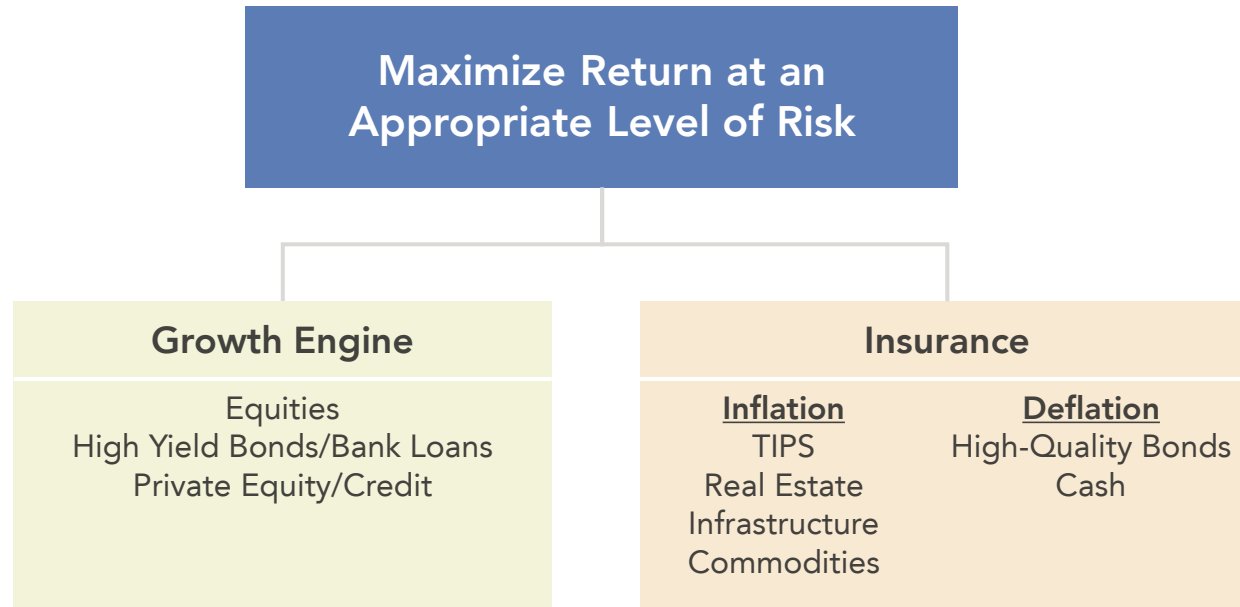 Maximize Return at an
Appropriate Level of Risk
Growth Engine
Equities
High Yield Bonds/Bank Loans
Private Equity/Credit
Insurance
Inflation
TIPS
Real Estate
Infrastructure
Commodities
Deflation
High-Quality Bonds
Cash